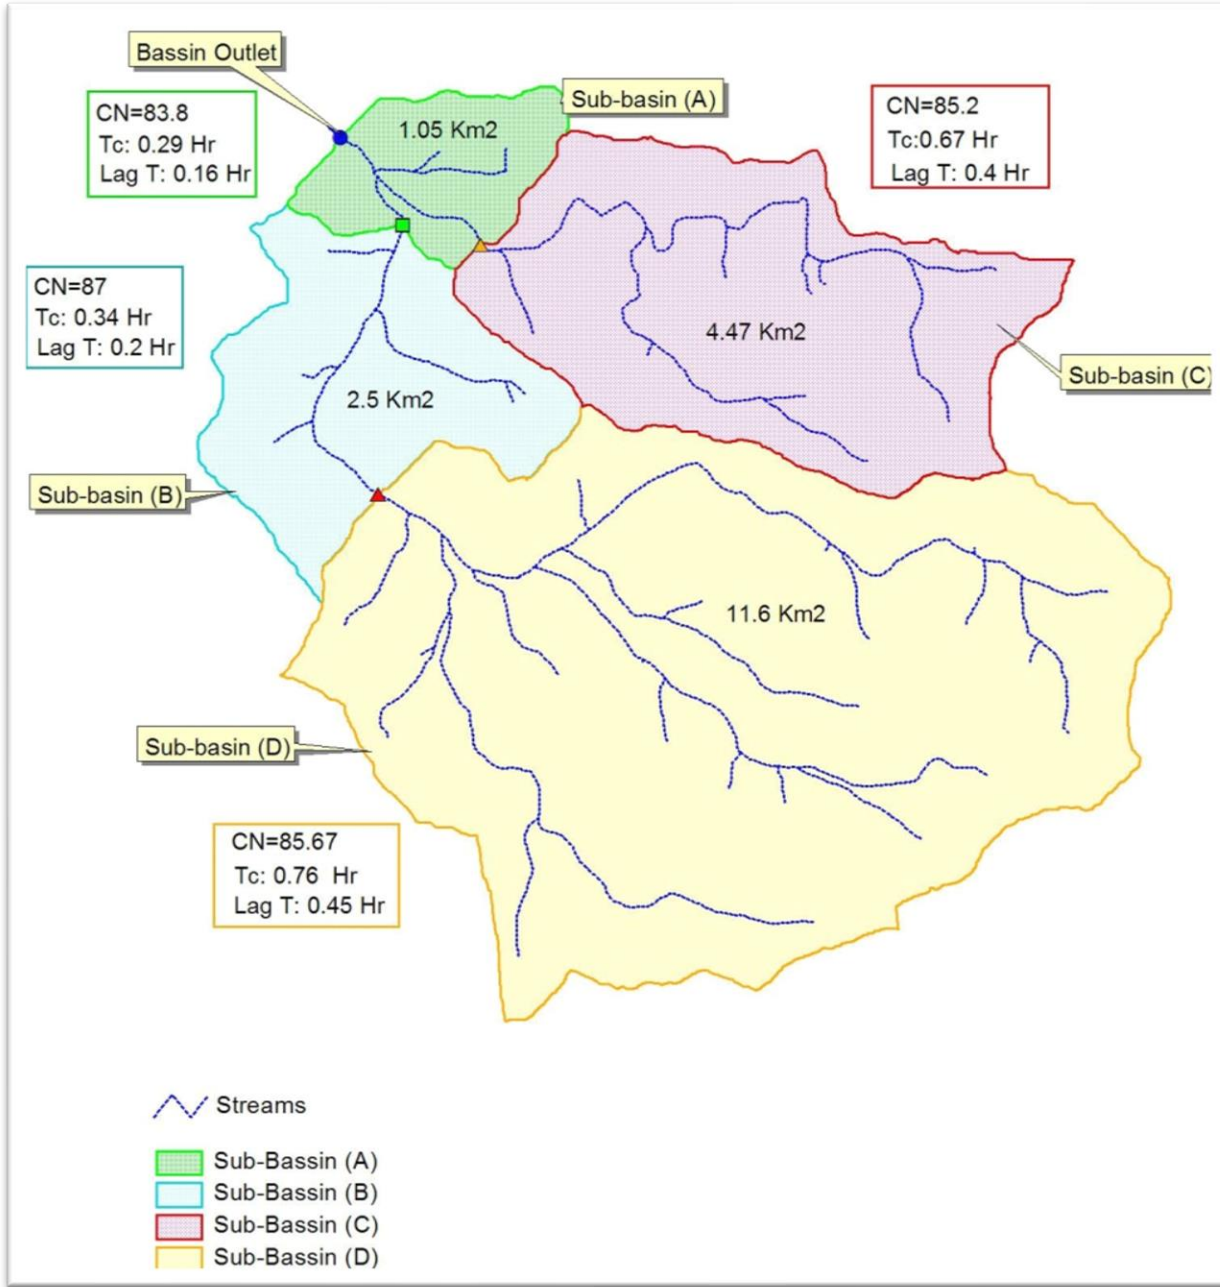 Bassin Outlet
Sub-basin (A)
CN=83.8
Tc: 0.29 Hr
Lag T: 0.16 Hr
1.05 Km2
CN=85.2
Tc:0.67 Hr
Lag T: 0.4 Hr
CN=87
Tc: 0.34 Hr
Lag T: 0.2 Hr
4.47 Km2
Sub-basin (C)
2.5 Km2
Sub-basin (B)
11.6 Km2
Sub-basin (D)
CN=85.67
Tc: 0.76 Hr
Lag T: 0.45 Hr
Streams
Sub-Bassin (A)
Sub-Bassin (B)
Sub-Bassin (C)
Sub-Bassin (D)